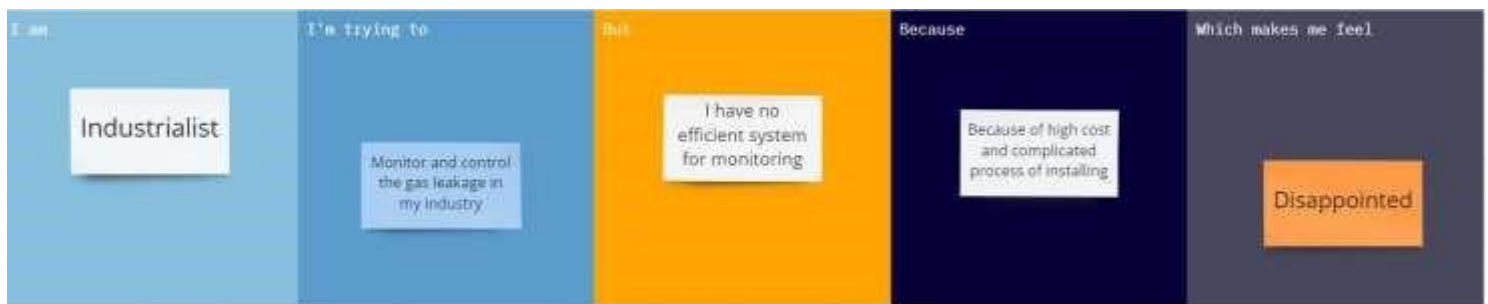 I am
Industrialist
I'm trying to
Monitor and control
the gas leakage in
my industry
But
I have no
efficient system
for monitoring
Because
Because of high cost
and complicated
process of installing
Which makes me feel
Disappointed